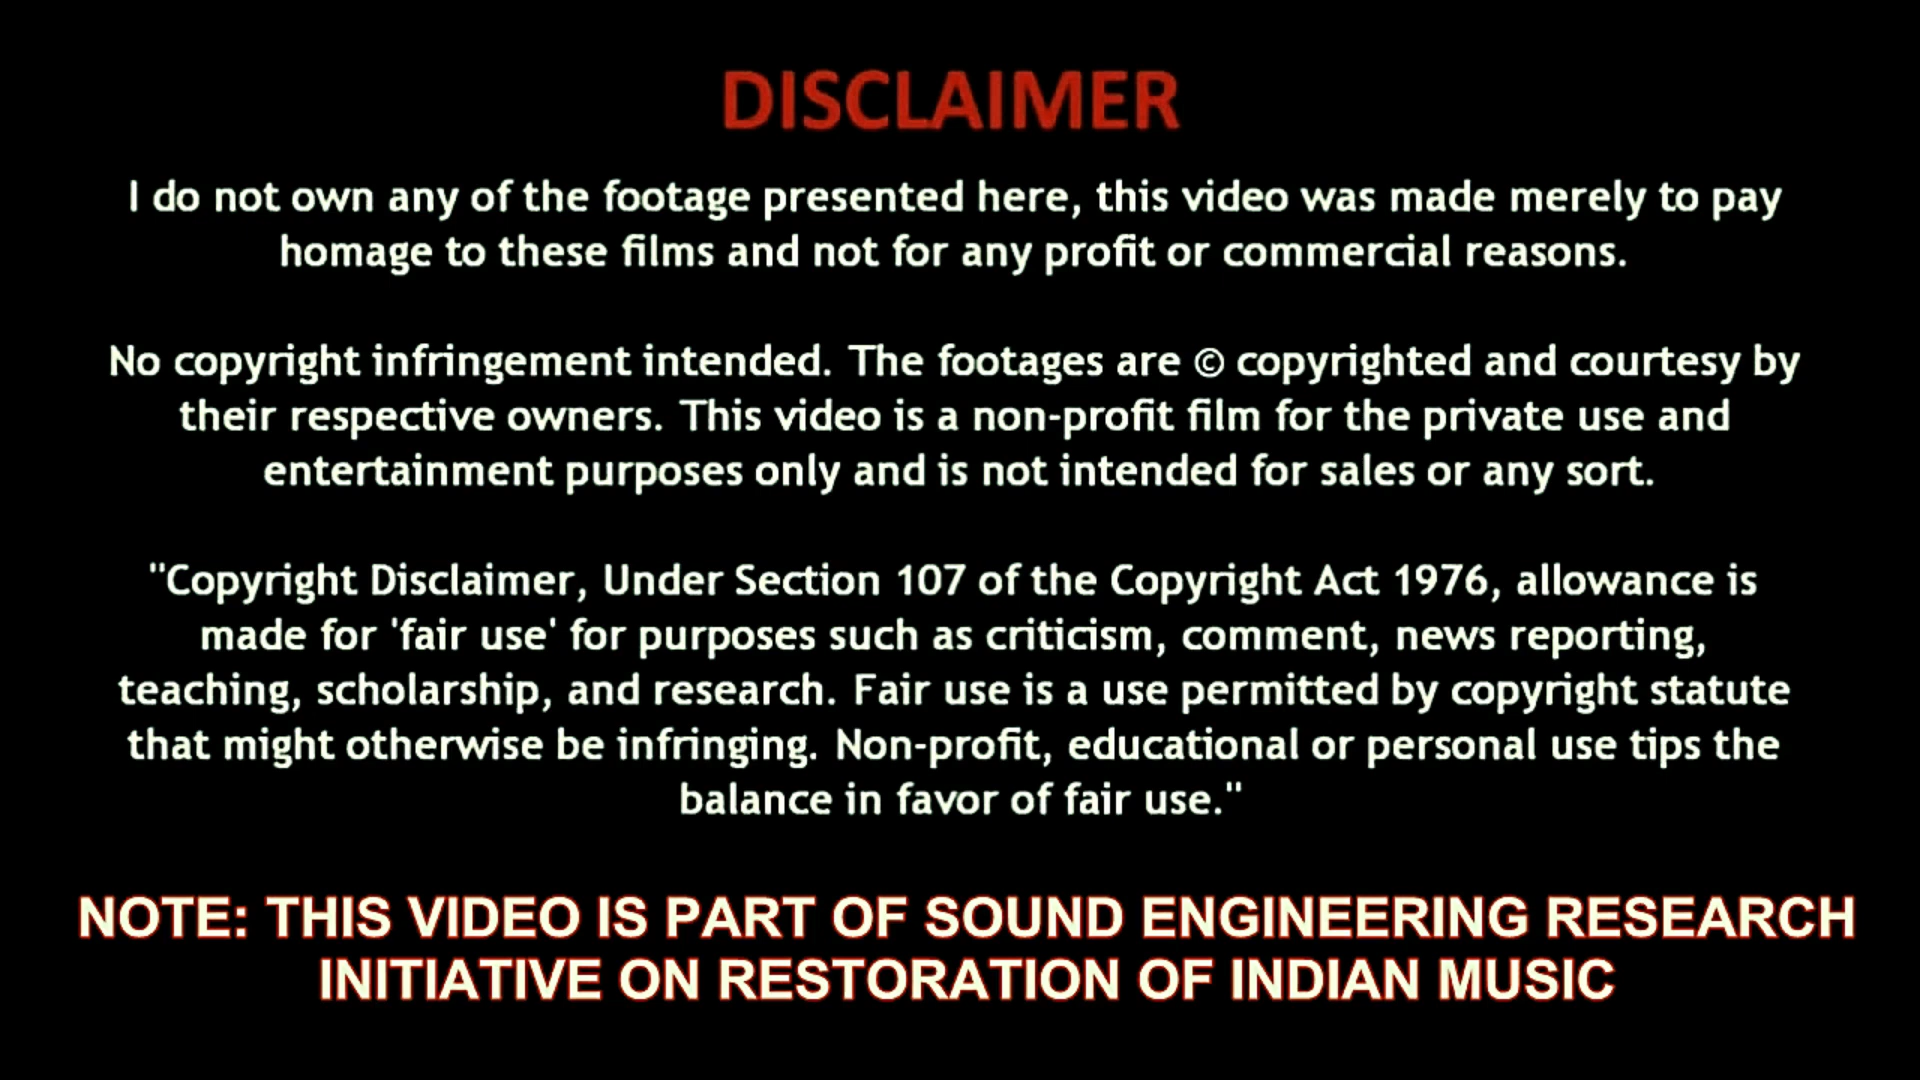 DISCLAIMER
I do not own any of the footage presented here, this video was made merely to pay
homage to these films and not for any profit or commercial reasons.
No copyright infringement intended. The footages are © copyrighted and courtesy by
their respective owners. This video is a non-profit film for the private use and
entertainment purposes only and is not intended for sales or any sort.
"Copyright Disclaimer, Under Section 107 of the Copyright Act 1976, allowance is
made for 'fair use' for purposes such as criticism, comment, news reporting,
teaching, scholarship, and research. Fair use is a use permitted by copyright statute
that might otherwise be infringing. Non-profit, educational or personal use tips the
balance in favor of fair use."
NOTE: THIS VIDEO IS PART OF SOUND ENGINEERING RESEARCH
INITIATIVE ON RESTORATION OF INDIAN MUSIC